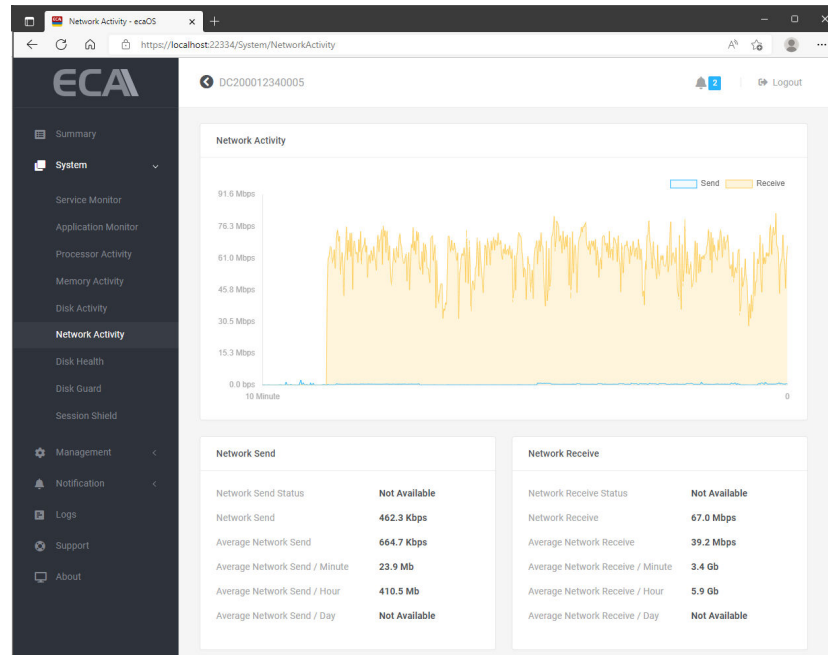 Network Activity - ecaOS
https://localhost:22334/System/NetworkActivity
ECA
DC200012340005
2
Logout
Summary
System
Service Monitor
Application Monitor
Processor Activity
Memory Activity
Disk Activity
Network Activity
Disk Health
Disk Guard
Session Shield
Management
Notification
Logs
Support
About
Network Activity
Send Receive
91.6 Mbps
76.3 Mbps
61.0 Mbps
45.8 Mbps
30.5 Mbps
15.3 Mbps
0.0 bps
10 Minute 0
Network Send
Network Send Status Not Available
Network Send 462.3 Kbps
Average Network Send 664.7 Kbps
Average Network Send / Minute 23.9 Mb
Average Network Send / Hour 410.5 Mb
Average Network Send / Day Not Available
Network Receive
Network Receive Status Not Available
Network Receive 67.0 Mbps
Average Network Receive 39.2 Mbps
Average Network Receive / Minute 3.4 Gb
Average Network Receive / Hour 5.9 Gb
Average Network Receive / Day Not Available